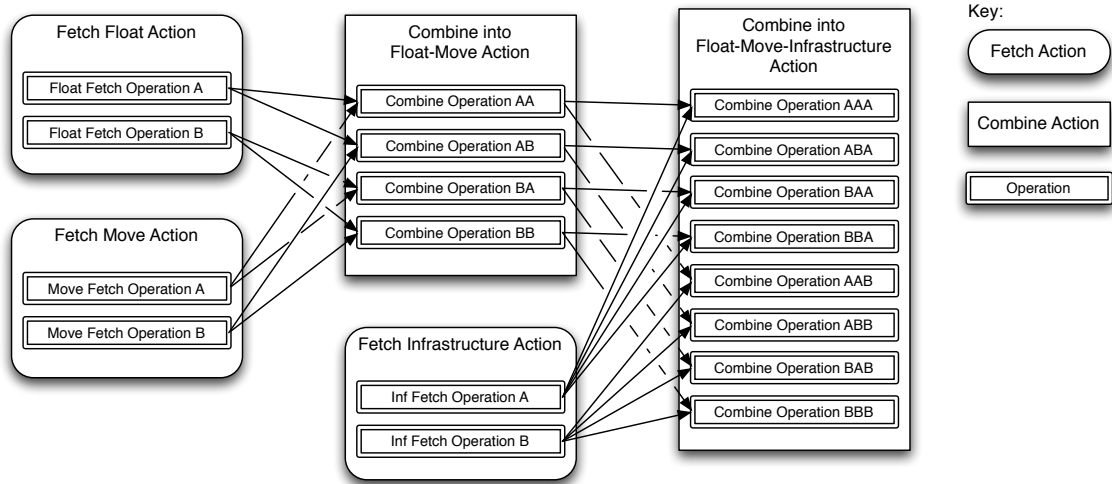 Fetch Float Action
Float Fetch Operation A
Float Fetch Operation B
Fetch Move Action
Move Fetch Operation A
Move Fetch Operation B
Combine into
Float-Move Action
Combine Operation AA
Combine Operation AB
Combine Operation BA
Combine Operation BB
Fetch Infrastructure Action
Inf Fetch Operation A
Inf Fetch Operation B
Combine into
Float-Move-Infrastructure
Action
Combine Operation AAA
Combine Operation ABA
Combine Operation BAA
Combine Operation BBA
Combine Operation AAB
Combine Operation ABB
Combine Operation BAB
Combine Operation BBB
Key:
Fetch Action
Combine Action
Operation